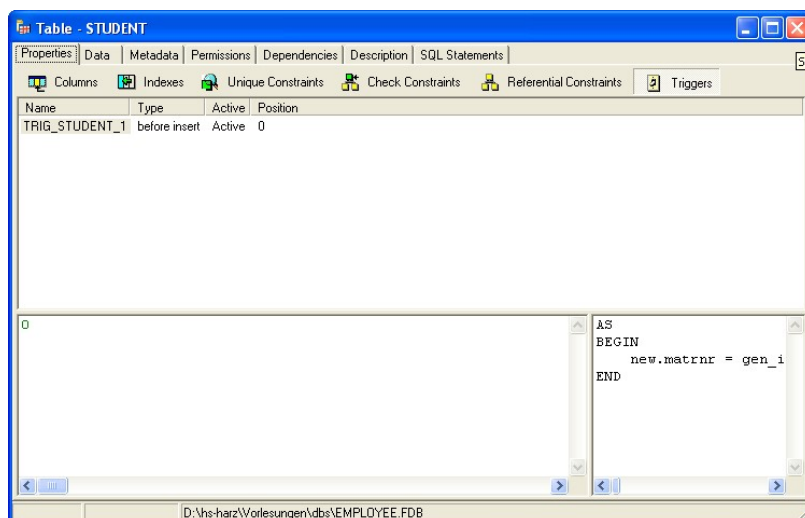 Table - STUDENT
Properties Data Metadata Permissions Dependencies Description SQL Statements
Columns Indexes Unique Constraints Check Constraints Referential Constraints Triggers
Name Type Active Position
TRIG_STUDENT_1 before insert Active 0
0
AS
BEGIN
new.matrnr = gen_i
END
D:\hs-harz\Vorlesungen\dbs\EMPLOYEE.FDB